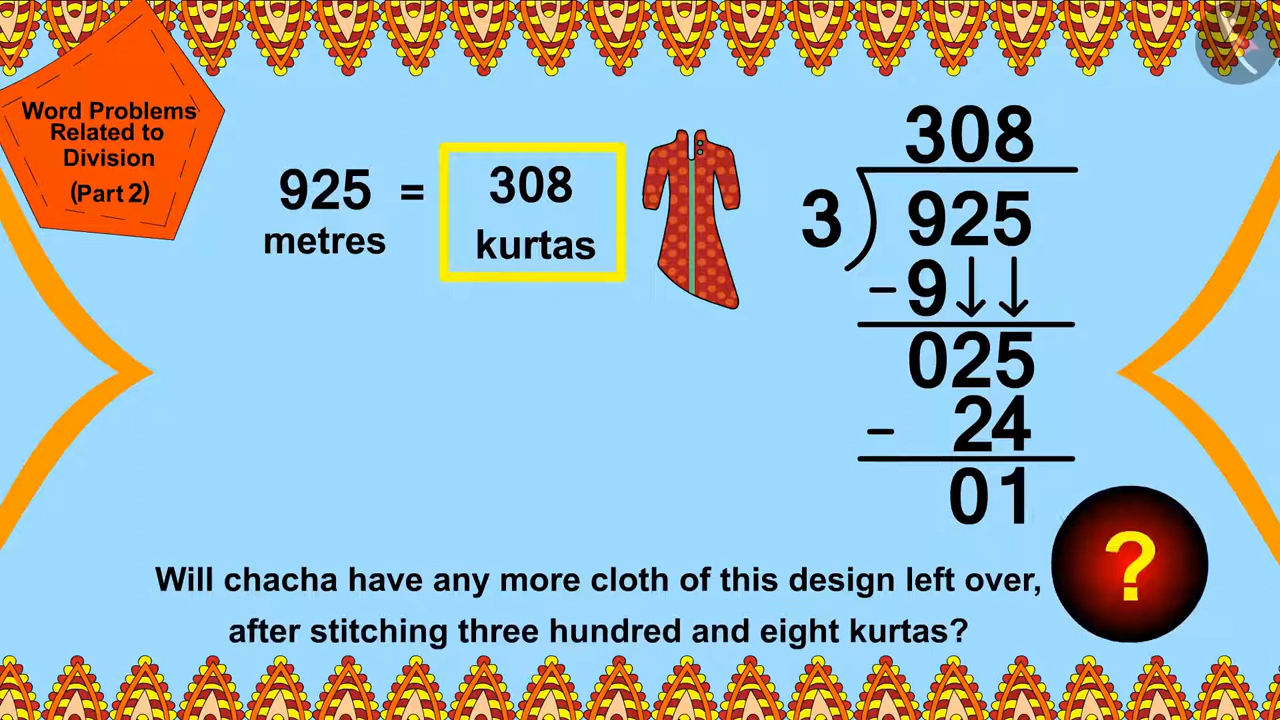 Word Problems
Related to
Division
(Part 2)
925 = 308
metres kurtas
308
3 ) 925
- 9↓↓
025
- 24
01
?
Will chacha have any more cloth of this design left over,
after stitching three hundred and eight kurtas?